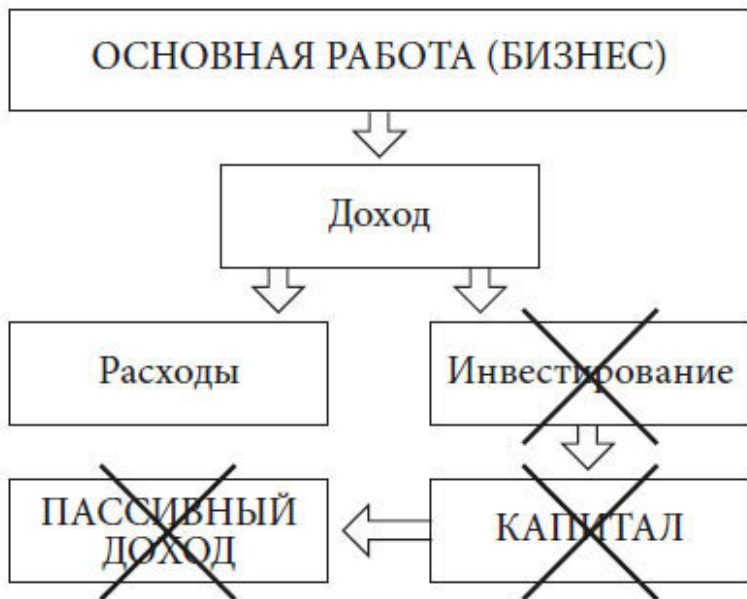 ОСНОВНАЯ РАБОТА (БИЗНЕС)
Доход
Расходы
Инвестирование
ПАССИВНЫЙ
ДОХОД
КАПИТАЛ